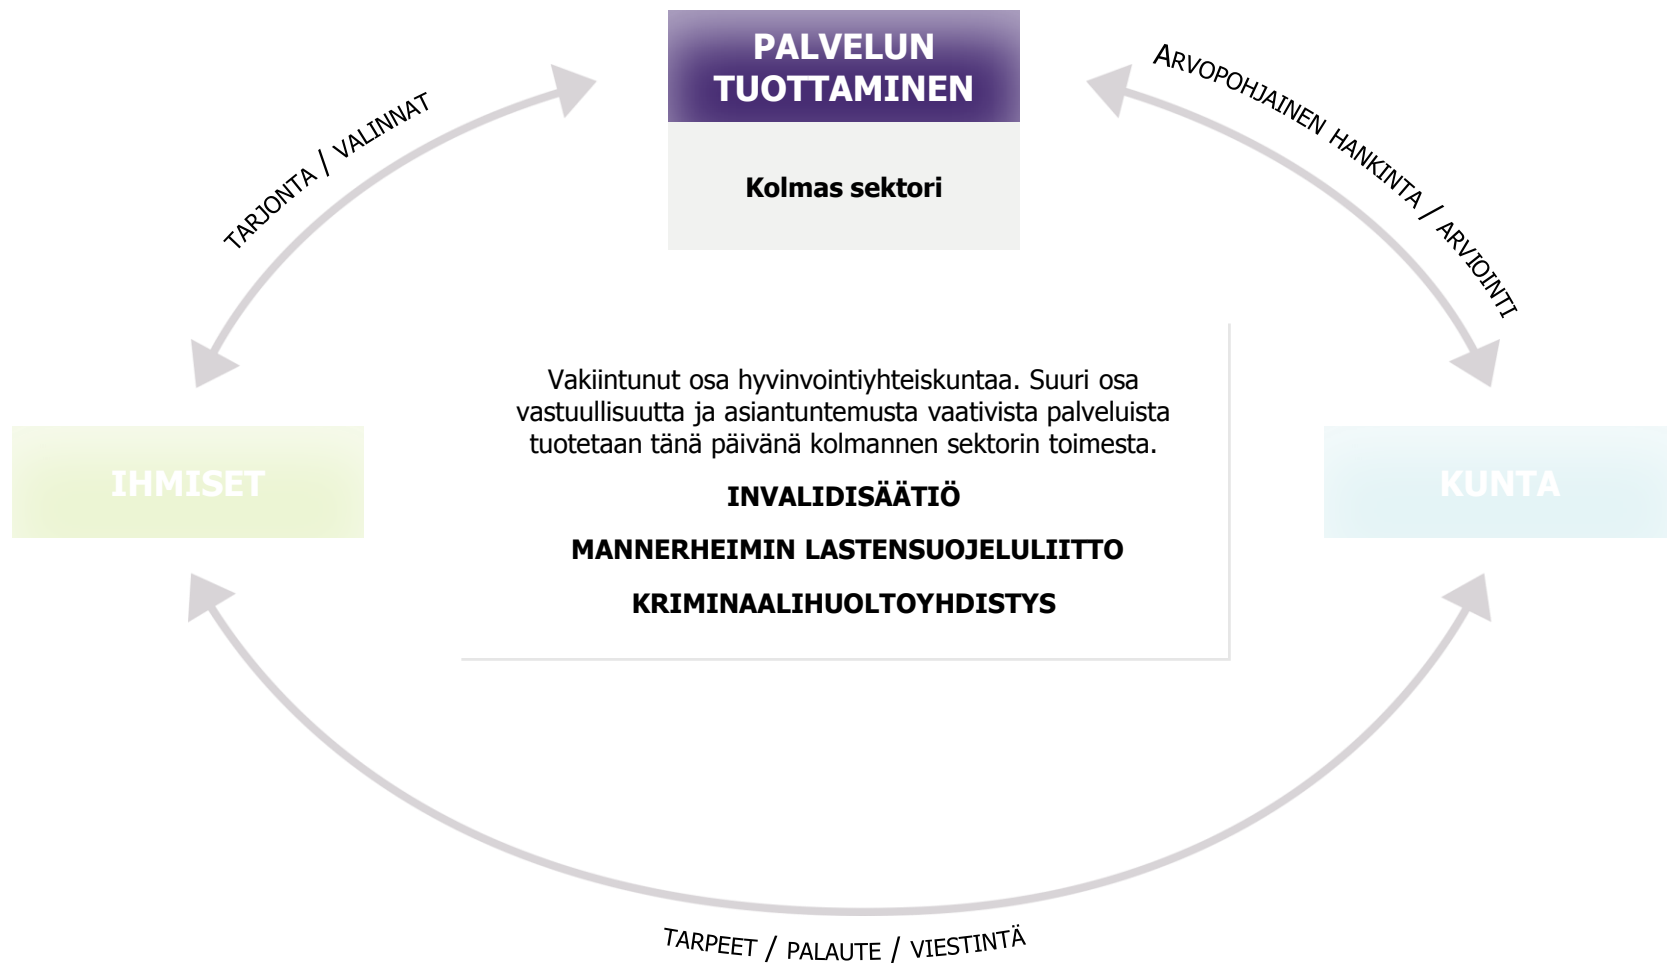 PALVELUN
TUOTTAMINEN
Kolmas sektori
TARJONTA / VALINNAT
ARVOPOHJAINEN HANKINTA / ARVIOINTI
Vakiintunut osa hyvinvointiyhteiskuntaa. Suuri osa
vastuullisuutta ja asiantuntemusta vaativista palveluista
tuotetaan tänä päivänä kolmannen sektorin toimesta.
INVALIDISÄÄTIÖ
MANNERHEIMIN LASTENSUOJELULIITTO
KRIMINAALIHUOLTOYHDISTYS
IHMISET
KUNTA
TARPEET / PALAUTE / VIESTINTÄ